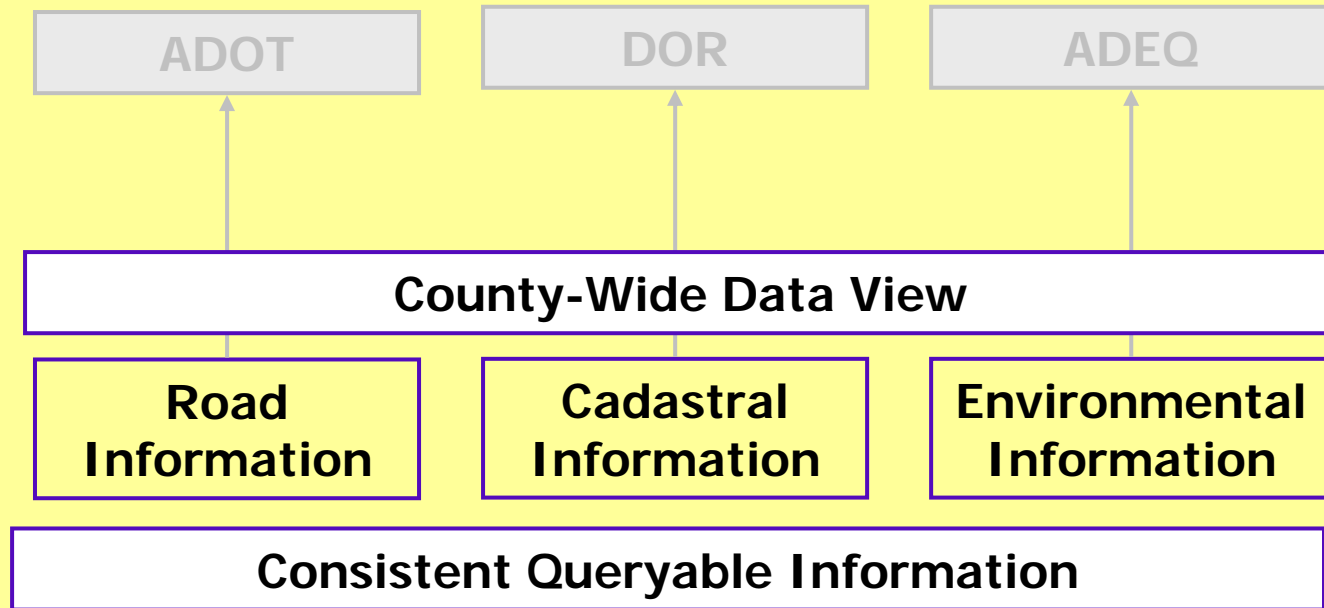 ADOT
DOR
ADEQ
County-Wide Data View
Road
Information
Cadastral
Information
Environmental
Information
Consistent Queryable Information